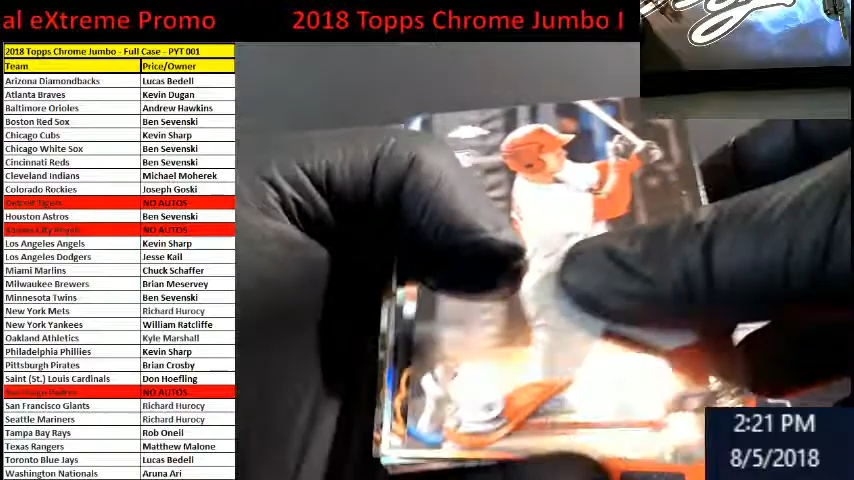 al eXtreme Promo 2018 Topps Chrome Jumbo I
2018 Topps Chrome Jumbo - Full Case - PYT 001
Team Price/Owner
Arizona Diamondbacks Lucas Bedell
Atlanta Braves Kevin Dugan
Baltimore Orioles Andrew Hawkins
Boston Red Sox Ben Sevenski
Chicago Cubs Kevin Sharp
Chicago White Sox Ben Sevenski
Cincinnati Reds Ben Sevenski
Cleveland Indians Michael Moherek
Colorado Rockies Joseph Goski
Detroit Tigers NO AUTOS
Houston Astros Ben Sevenski
Kansas City Royals NO AUTOS
Los Angeles Angels Kevin Sharp
Los Angeles Dodgers Jesse Kail
Miami Marlins Chuck Schaffer
Milwaukee Brewers Brian Meservey
Minnesota Twins Ben Sevenski
New York Mets Richard Hurocy
New York Yankees William Ratcliffe
Oakland Athletics Kyle Marshall
Philadelphia Phillies Kevin Sharp
Pittsburgh Pirates Brian Crosby
Saint (St.) Louis Cardinals Don Hoefling
San Diego Padres NO AUTOS
San Francisco Giants Richard Hurocy
Seattle Mariners Richard Hurocy
Tampa Bay Rays Rob Oneil
Texas Rangers Matthew Malone
Toronto Blue Jays Lucas Bedell
Washington Nationals Aruna Ari
2:21 PM
8/5/2018